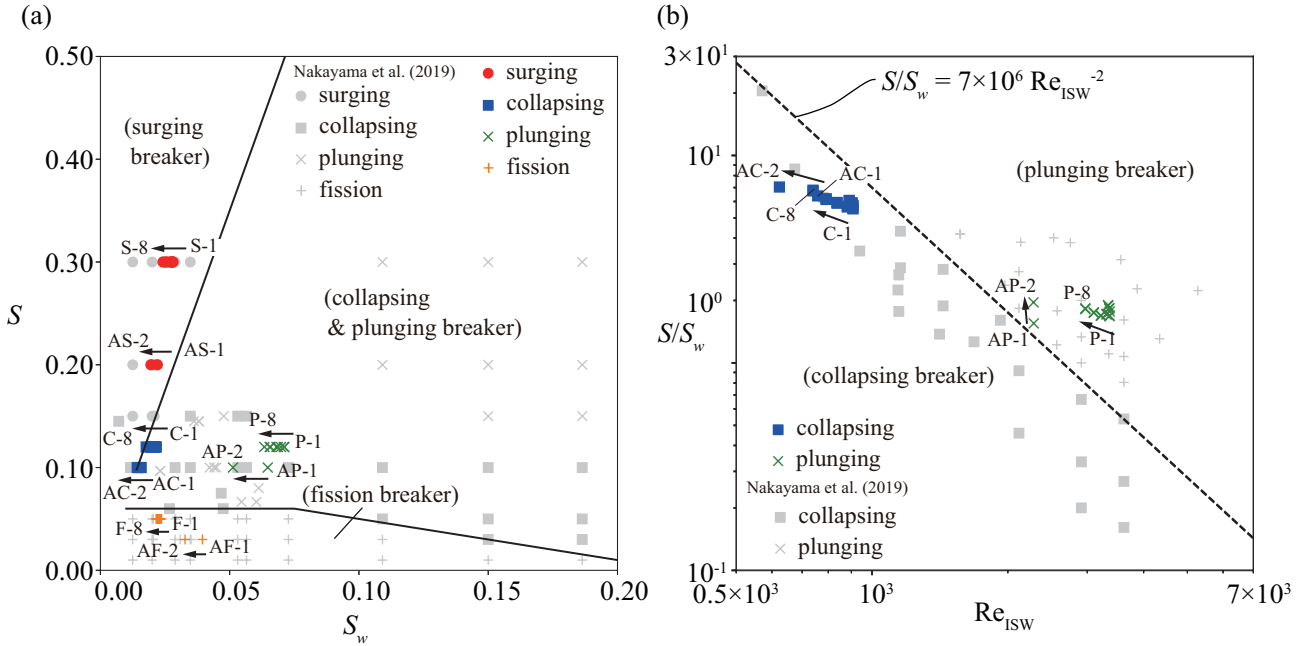 (a)
0.50
0.40
0.30
0.20
0.10
0.00
S
0.00
0.05
0.10
0.15
0.20
S_w
Nakayama et al. (2019)
surging
collapsing
plunging
fission
surging
collapsing
plunging
fission
(surging
breaker)
(collapsing
& plunging breaker)
(fission breaker)
S-8
S-1
AS-2
AS-1
C-8
C-1
P-8
P-1
AP-2
AP-1
AC-2
AC-1
F-8
F-1
AF-2
AF-1
(b)
3×10¹
10¹
10⁰
10⁻¹
S/S_w
0.5×10³
10³
7×10³
Re_ISW
S/S_w = 7×10⁶ Re_ISW⁻²
(plunging breaker)
(collapsing breaker)
AC-2
AC-1
C-8
C-1
AP-2
AP-1
P-8
P-1
collapsing
plunging
Nakayama et al. (2019)
collapsing
plunging